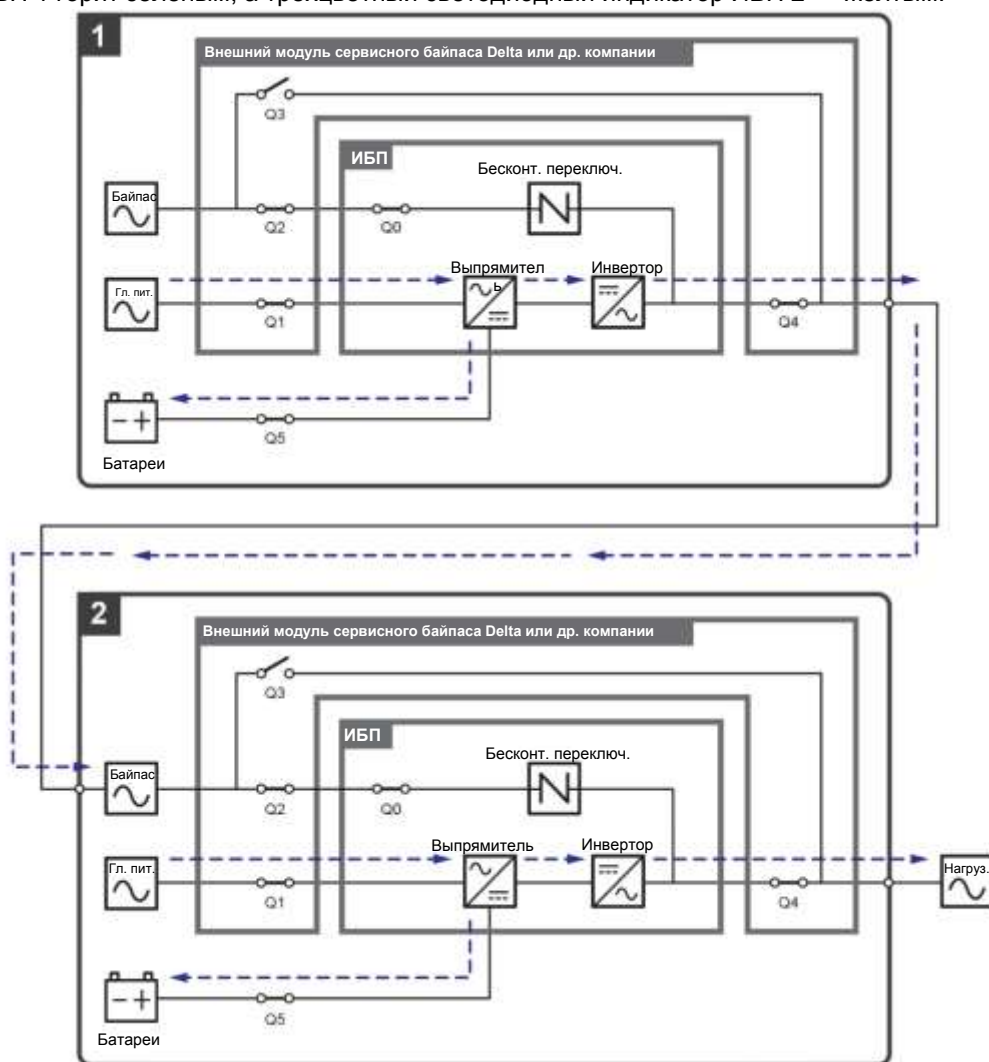 1
Внешний модуль сервисного байпаса Delta или др. компании
Q3
ИБП
Бесконт. переключ.
Байпас
Q2
Q0
Выпрямител
ь
Инвертор
Гл. пит.
Q1
Q4
Q5
Батареи
2
Внешний модуль сервисного байпаса Delta или др. компании
Q3
ИБП
Бесконт. переключ.
Байпас
Q2
Q0
Выпрямитель
Инвертор
Гл. пит.
Нагруз.
Q1
Q4
Q5
Батареи